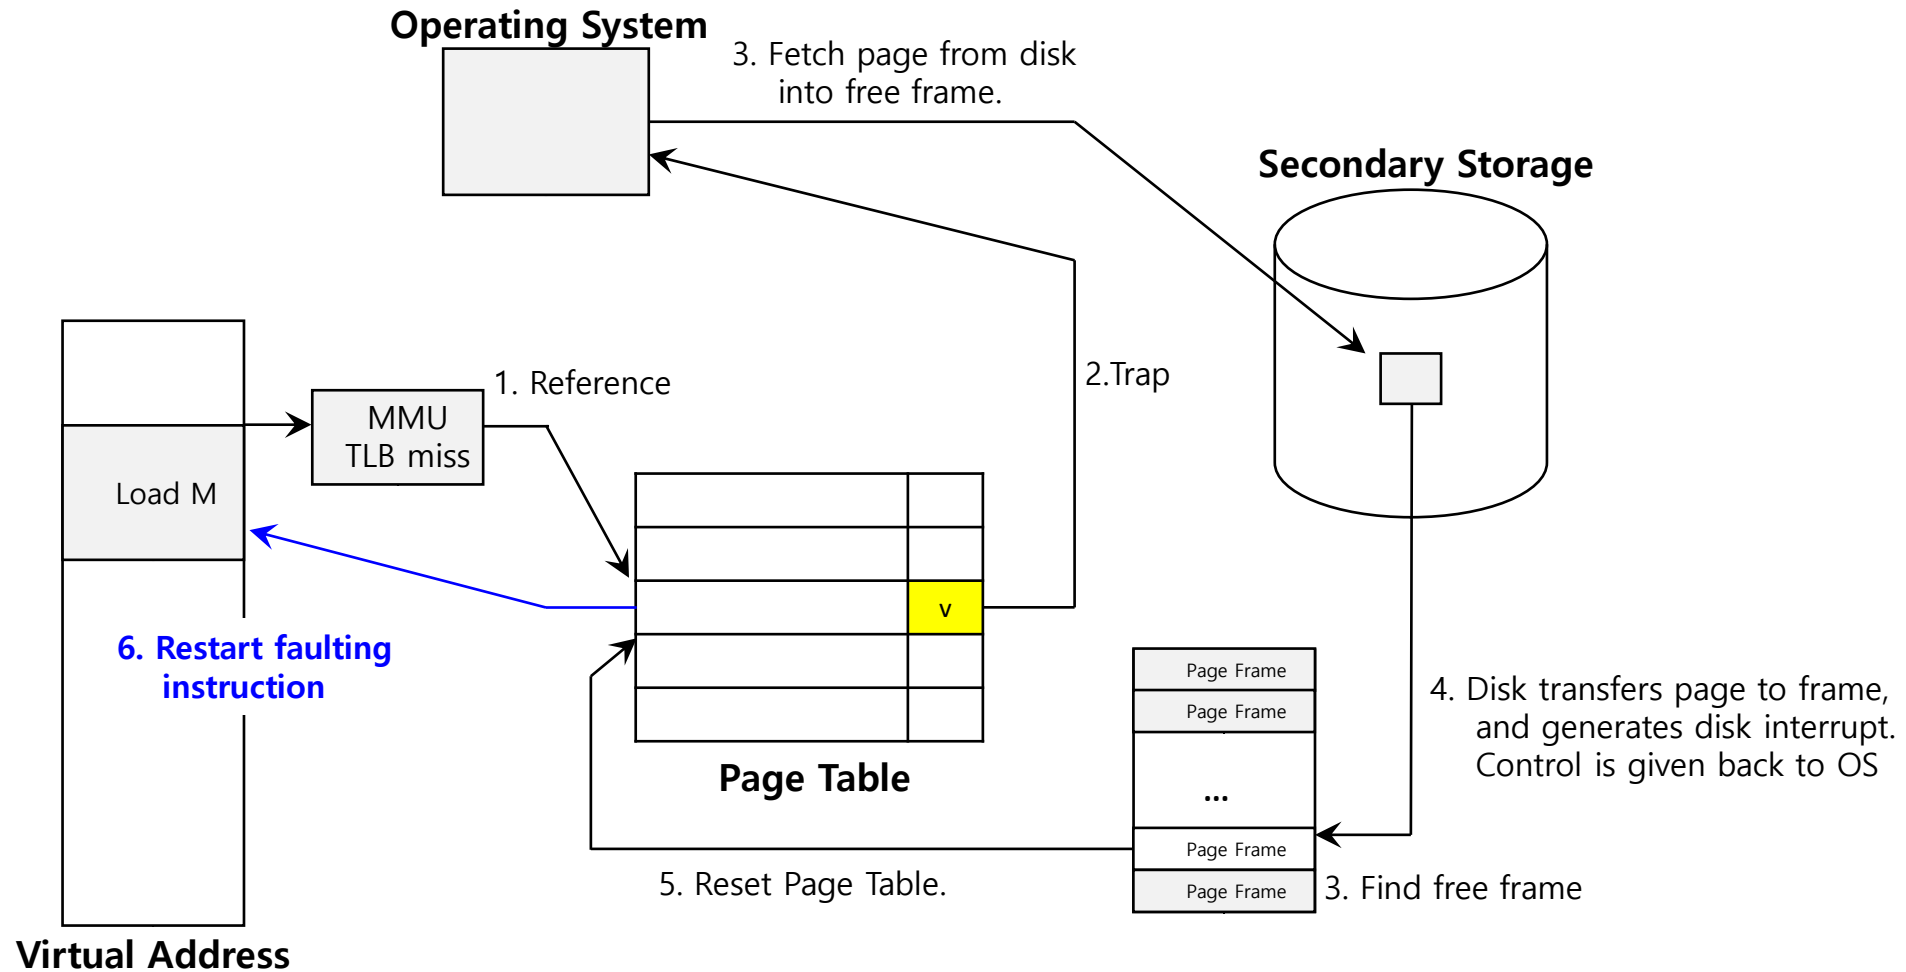 Operating System
3. Fetch page from disk
into free frame.
Secondary Storage
1. Reference
2.Trap
MMU
TLB miss
Load M
v
6. Restart faulting
instruction
Page Frame
Page Frame
...
Page Frame
Page Frame
4. Disk transfers page to frame,
and generates disk interrupt.
Control is given back to OS
Page Table
5. Reset Page Table.
3. Find free frame
Virtual Address